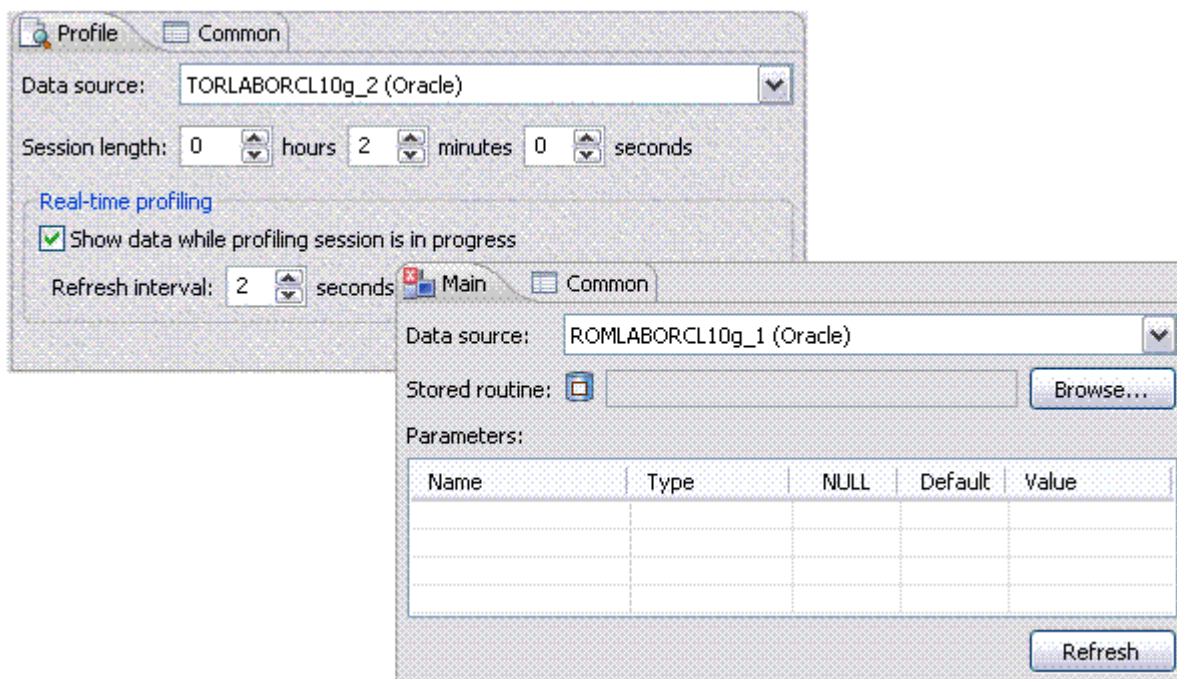 Profile Common
Data source: TORLABORCL10g_2 (Oracle)
Session length: 0 hours 2 minutes 0 seconds
Real-time profiling
Show data while profiling session is in progress
Refresh interval: 2 seconds
Main Common
Data source: ROMLABORCL10g_1 (Oracle)
Stored routine: Browse...
Parameters:
Name Type NULL Default Value
Refresh